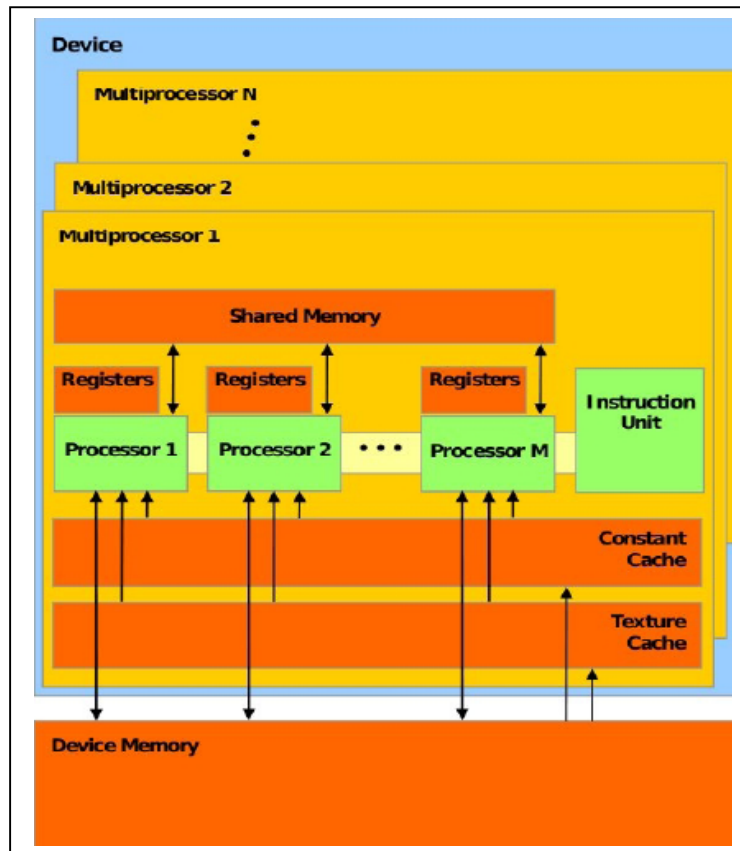 Device
Multiprocessor N
Multiprocessor 2
Multiprocessor 1
Shared Memory
Registers
Registers
Registers
Instruction
Unit
Processor 1
Processor 2
Processor M
Constant
Cache
Texture
Cache
Device Memory